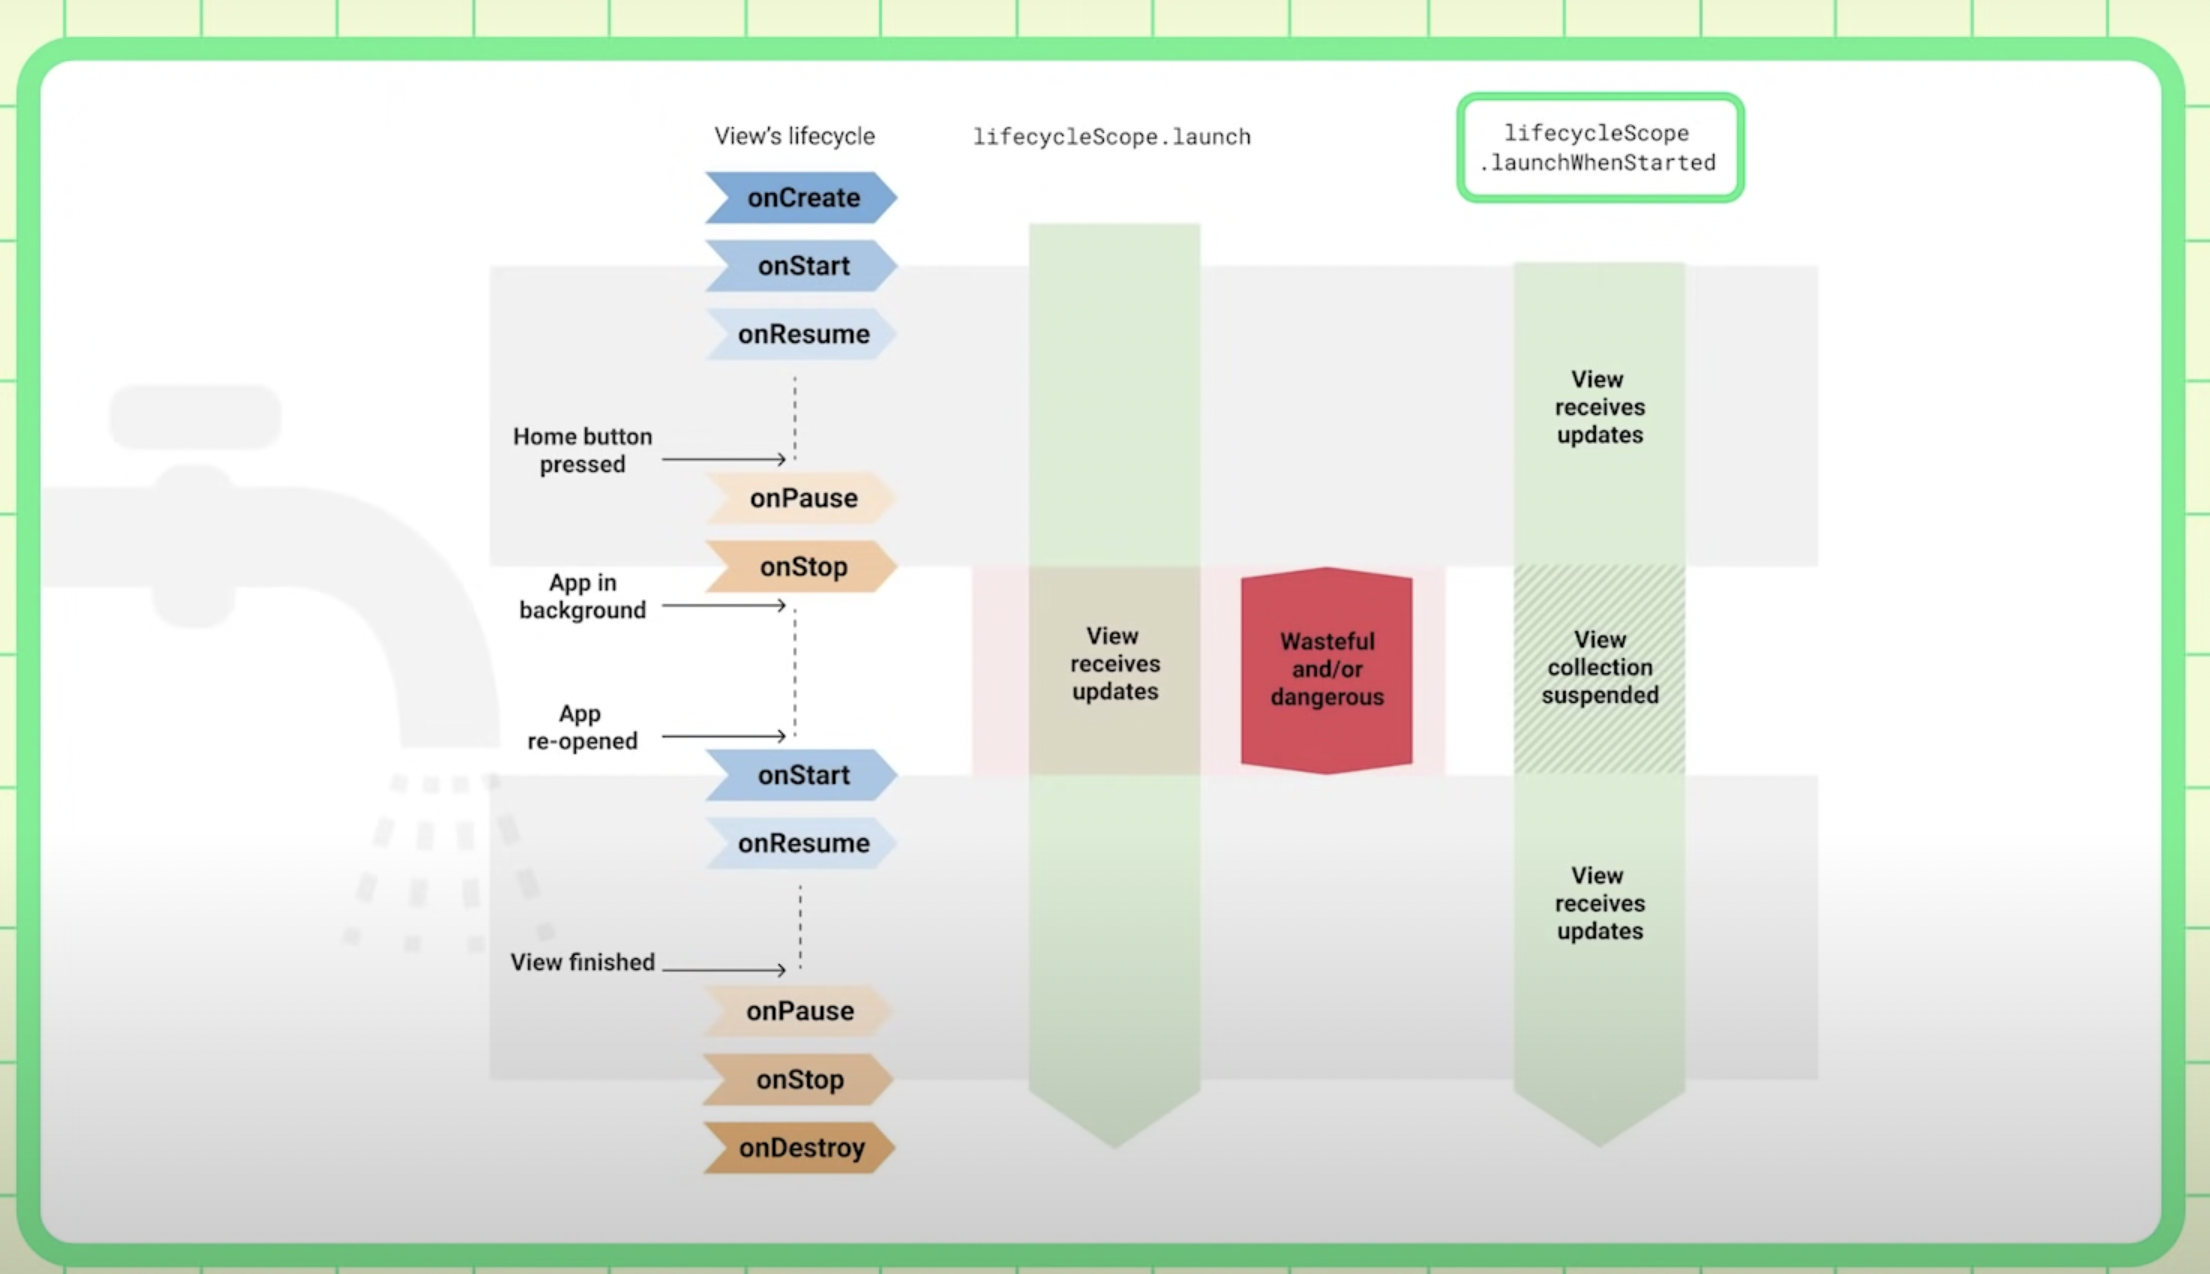 View's lifecycle
lifecycleScope.launch
lifecycleScope
.launchWhenStarted
onCreate
onStart
onResume
Home button
pressed
onPause
onStop
App in
background
App
re-opened
onStart
onResume
View finished
onPause
onStop
onDestroy
View
receives
updates
Wasteful
and/or
dangerous
View
receives
updates
View
collection
suspended
View
receives
updates